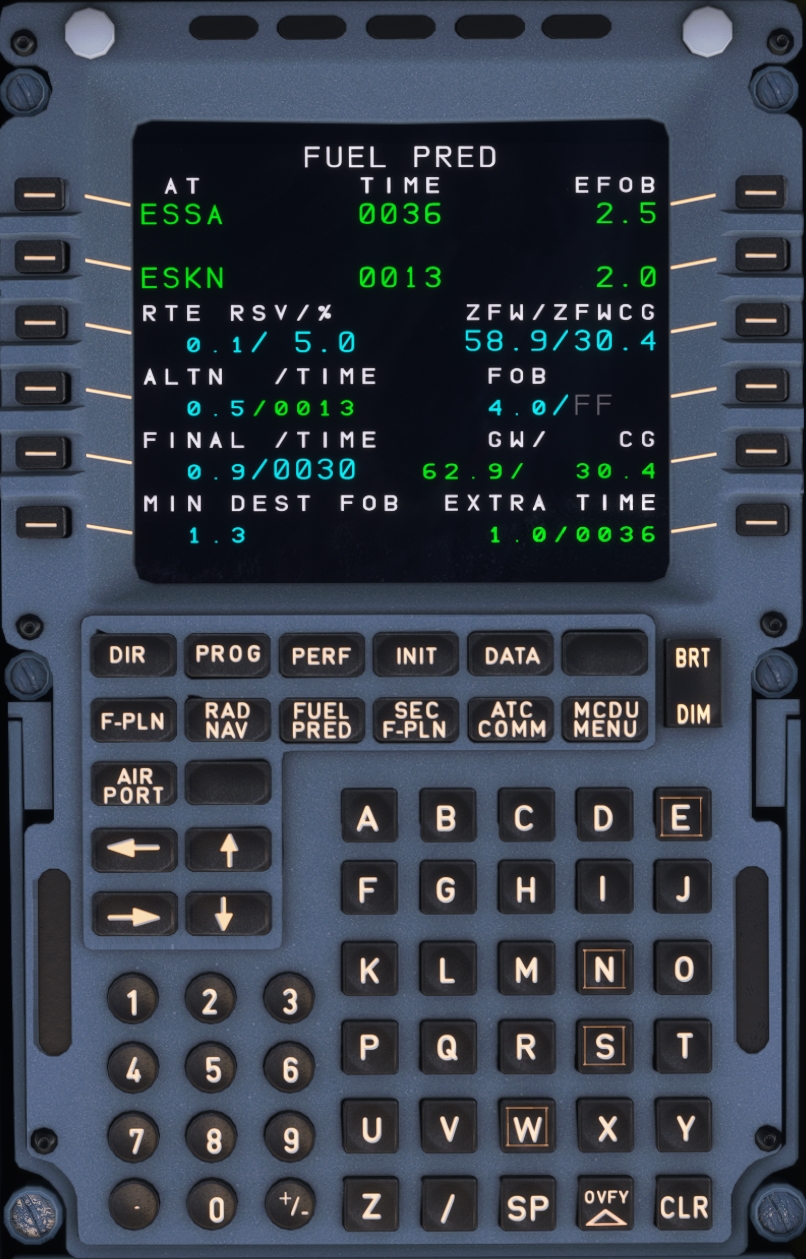 FUEL PRED
AT TIME EFOB
ESSA 0036 2.5
ESKN 0013 2.0
RTE RSV/% ZFW/ZFWCG
0.1/ 5.0 58.9/30.4
ALTN /TIME FOB
0.5/0013 4.0/FF
FINAL /TIME GW/ CG
0.9/0030 62.9/ 30.4
MIN DEST FOB EXTRA TIME
1.3 1.0/0036
DIR PROG PERF INIT DATA BRT
F-PLN RAD NAV FUEL PRED SEC F-PLN ATC COMM MCDU MENU DIM
AIR PORT
A B C D E
← ↑
F G H I J
→ ↓
K L M N O
1 2 3
P Q R S T
4 5 6
U V W X Y
7 8 9
Z / SP OVFY CLR
. 0 +/-